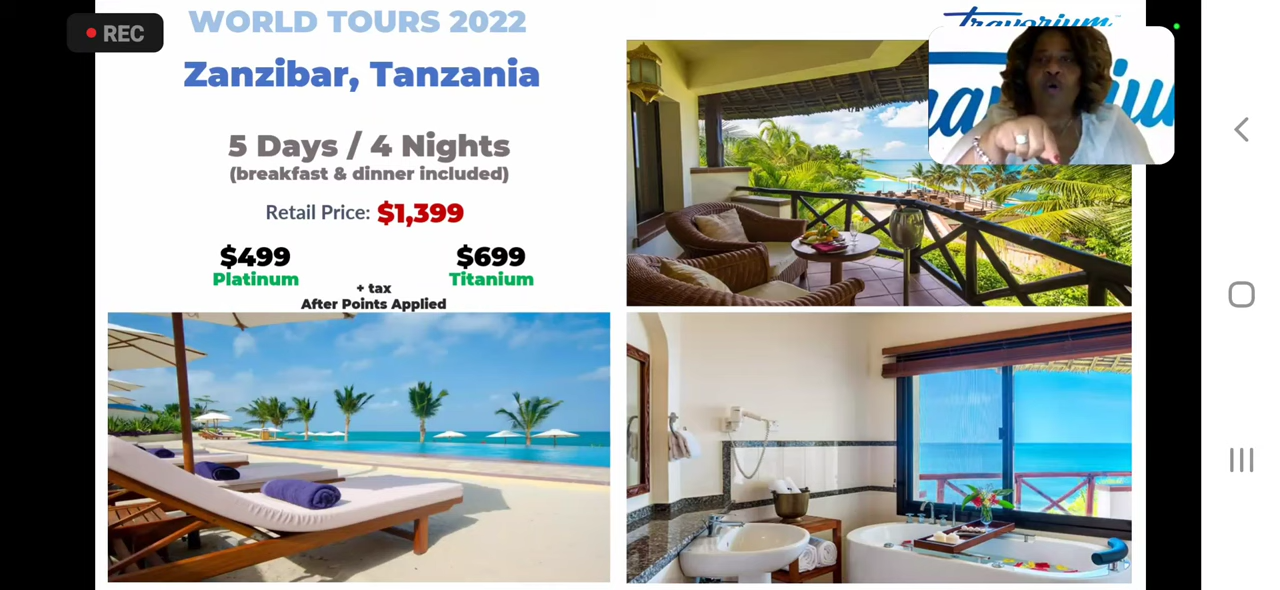 REC
WORLD TOURS 2022
Travorium
Zanzibar, Tanzania
5 Days / 4 Nights
(breakfast & dinner included)
Retail Price: $1,399
$499 $699
Platinum Titanium
+ tax
After Points Applied